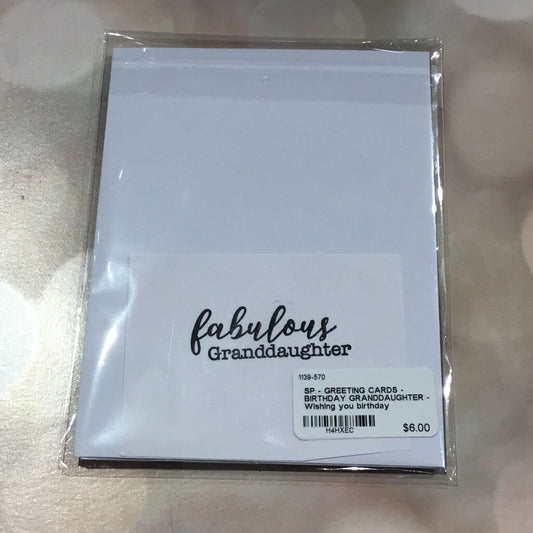 fabulous
Granddaughter
1139-570
SP - GREETING CARDS -
BIRTHDAY GRANDDAUGHTER -
Wishing you birthday
H4HXEC
$6.00